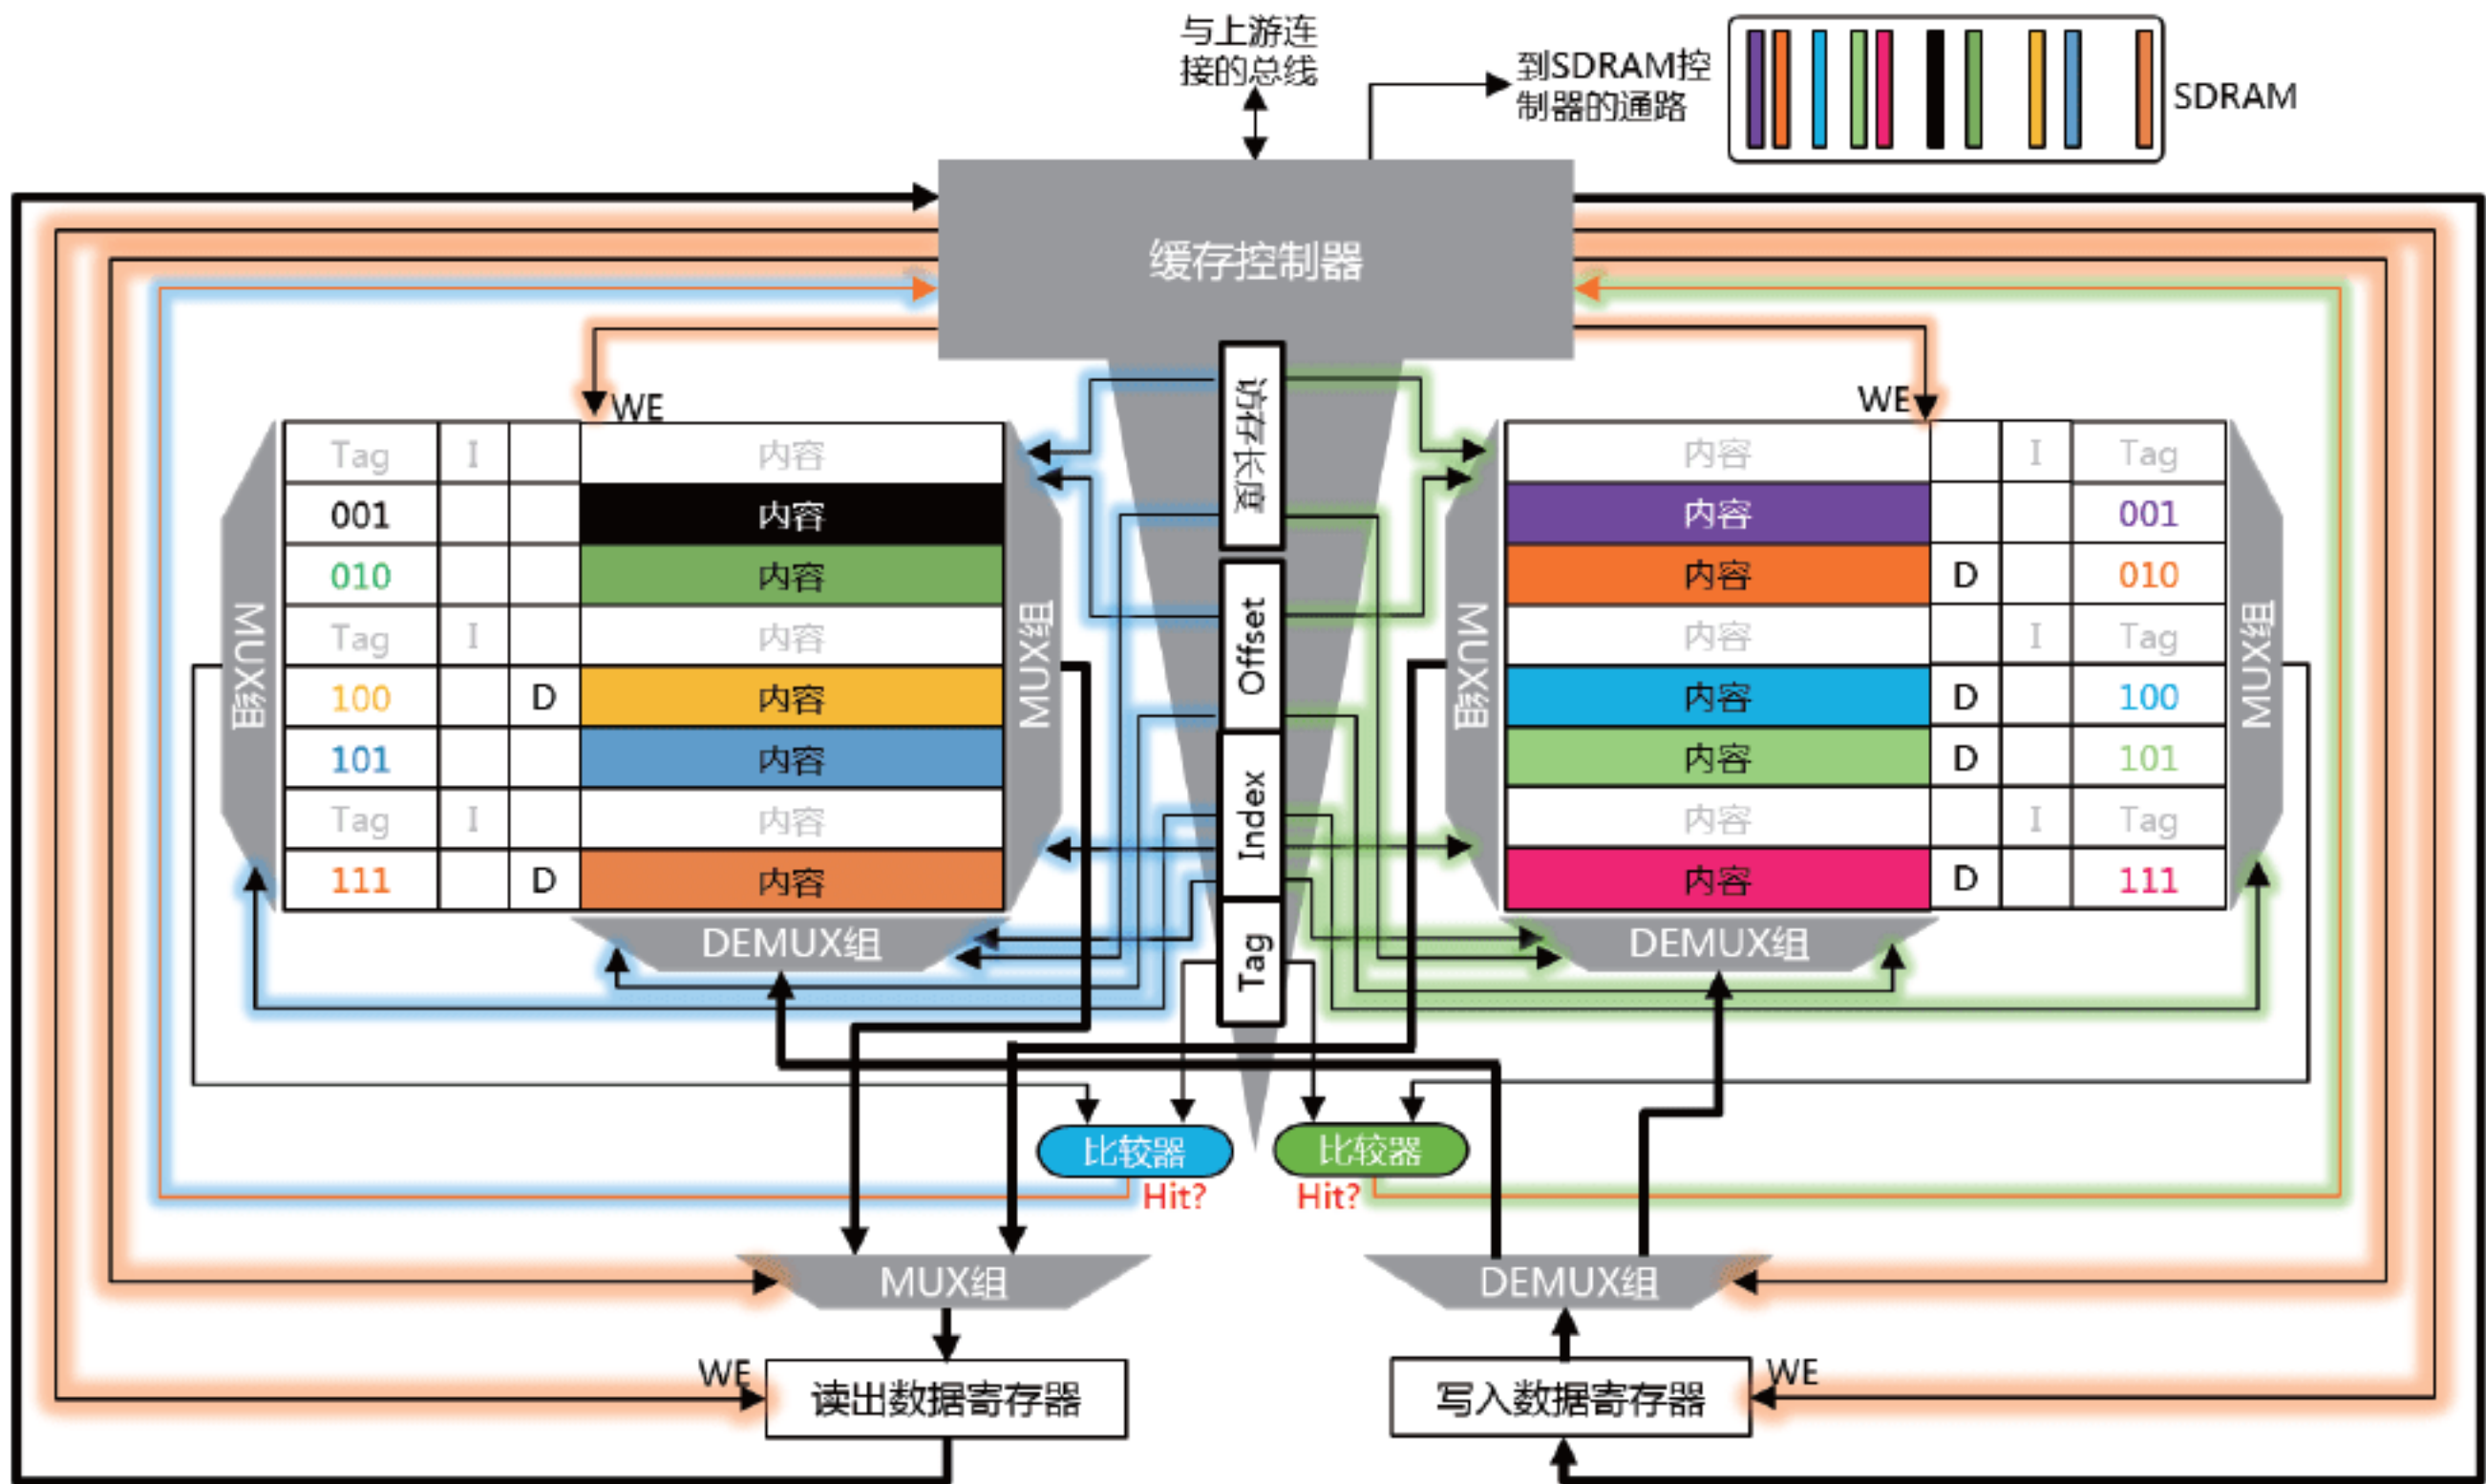 与上游连
接的总线
到SDRAM控
制器的通路
SDRAM
缓存控制器
WE
WE
访存长度
Offset
Index
Tag
MUX组
Tag I 内容
001 内容
010 内容
Tag I 内容
100 D 内容
101 内容
Tag I 内容
111 D 内容
MUX组
DEMUX组
MUX组
内容 I Tag
内容 001
内容 D 010
内容 I Tag
内容 D 100
内容 D 101
内容 I Tag
内容 D 111
MUX组
DEMUX组
比较器
比较器
Hit?
Hit?
MUX组
DEMUX组
WE
读出数据寄存器
写入数据寄存器
WE